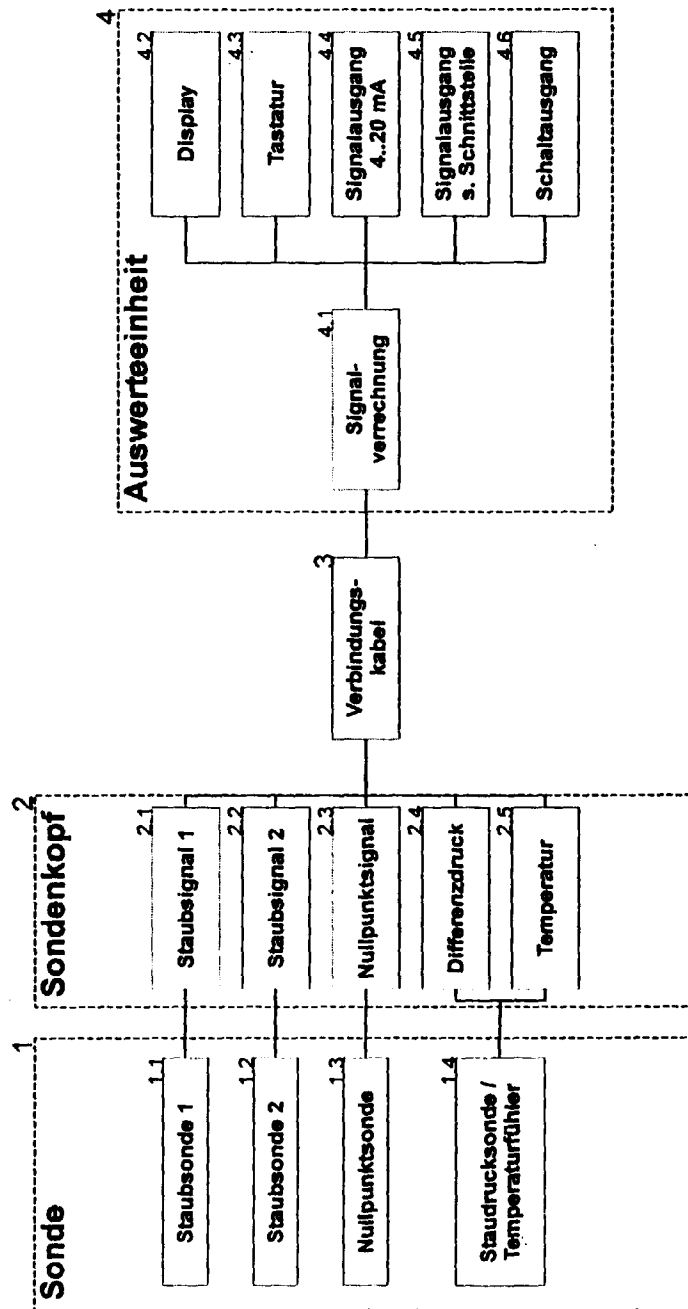 Sonde
1
1.1
Staubsonde 1
1.2
Staubsonde 2
1.3
Nullpunktsonde
1.4
Staudrucksonde /
Temperaturfühler
Sondenkopf
2
2.1
Staubsignal 1
2.2
Staubsignal 2
2.3
Nullpunktsignal
2.4
Differenzdruck
2.5
Temperatur
3
Verbindungs-
kabel
Auswerteeinheit
4
4.1
Signal-
verrechnung
4.2
Display
4.3
Tastatur
4.4
Signalausgang
4..20 mA
4.5
Signalausgang
s. Schnittstelle
4.6
Schaltausgang